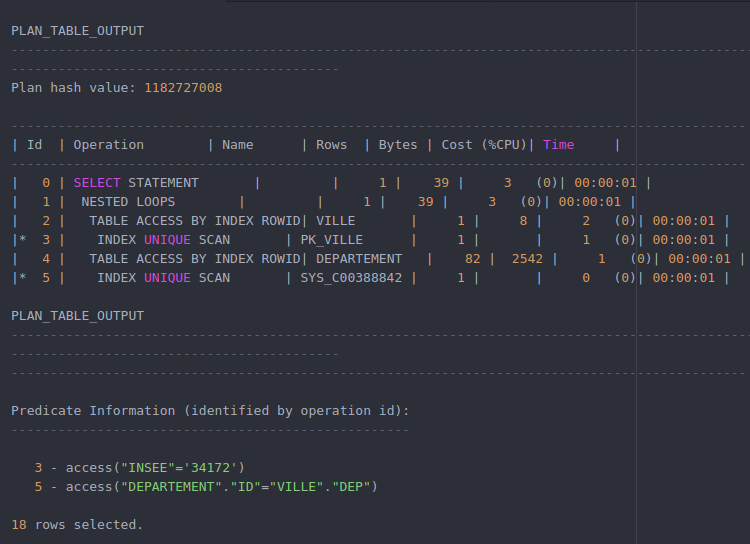 PLAN_TABLE_OUTPUT
--------------------------------------------------------------------------------
------------------------------------------
Plan hash value: 1182727008
--------------------------------------------------------------------------------
| Id  | Operation        | Name      | Rows  | Bytes | Cost (%CPU)| Time     |
--------------------------------------------------------------------------------
|   0 | SELECT STATEMENT       |         |     1 |    39 |     3   (0)| 00:00:01 |
|   1 |  NESTED LOOPS        |         |     1 |    39 |     3   (0)| 00:00:01 |
|   2 |   TABLE ACCESS BY INDEX ROWID| VILLE       |     1 |     8 |     2   (0)| 00:00:01 |
|*  3 |    INDEX UNIQUE SCAN       | PK_VILLE      |     1 |       |     1   (0)| 00:00:01 |
|   4 |   TABLE ACCESS BY INDEX ROWID| DEPARTEMENT   |    82 |  2542 |     1   (0)| 00:00:01 |
|*  5 |    INDEX UNIQUE SCAN       | SYS_C00388842 |     1 |       |     0   (0)| 00:00:01 |
PLAN_TABLE_OUTPUT
--------------------------------------------------------------------------------
------------------------------------------
--------------------------------------------------------------------------------
Predicate Information (identified by operation id):
---------------------------------------------------
   3 - access("INSEE"='34172')
   5 - access("DEPARTEMENT"."ID"="VILLE"."DEP")
18 rows selected.